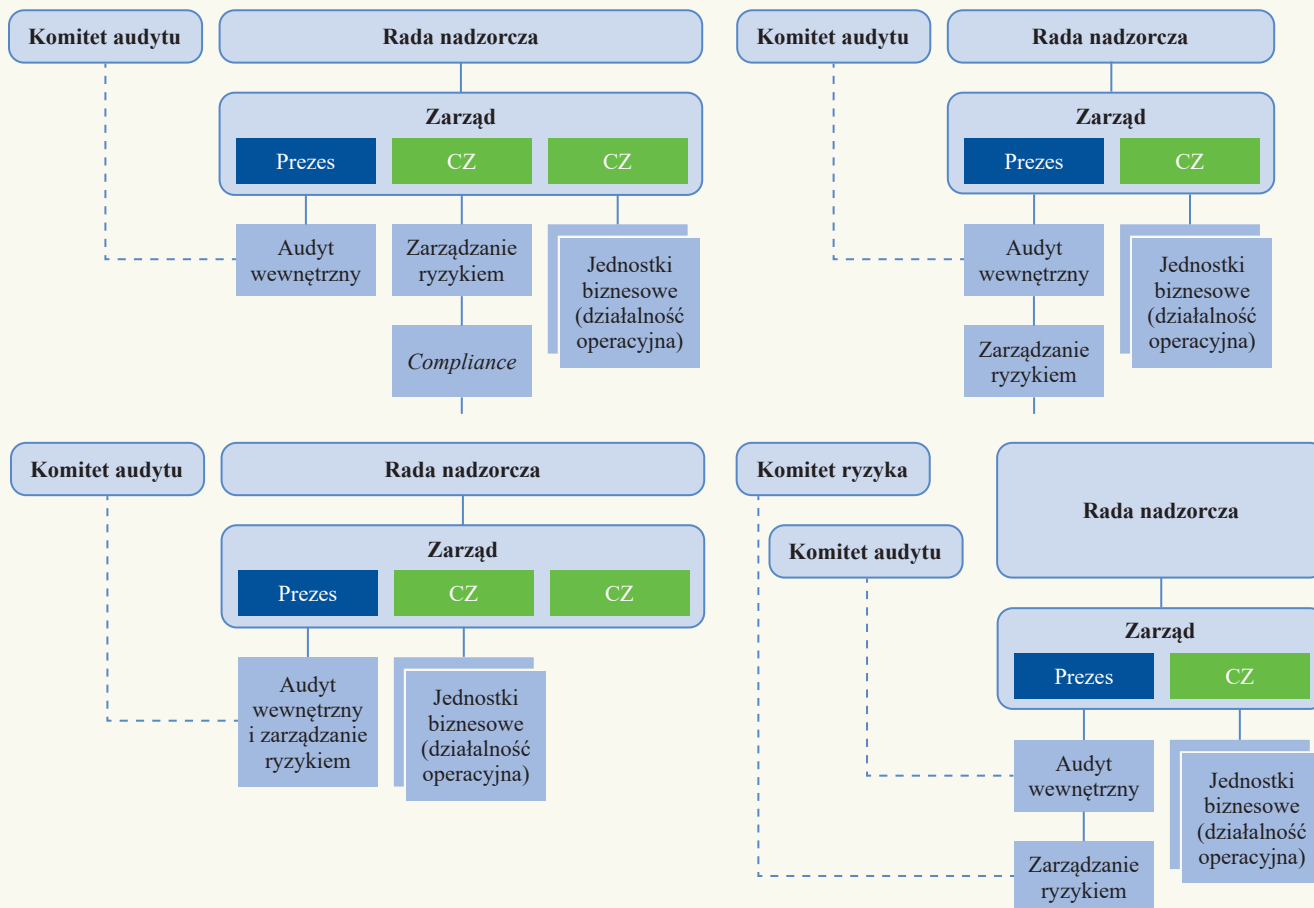 Komitet audytu
Rada nadzorcza
Zarząd
Prezes
CZ
CZ
Audyt
wewnętrzny
Zarządzanie
ryzykiem
Compliance
Jednostki
biznesowe
(działalność
operacyjna)
Komitet audytu
Rada nadzorcza
Zarząd
Prezes
CZ
Audyt
wewnętrzny
Zarządzanie
ryzykiem
Jednostki
biznesowe
(działalność
operacyjna)
Komitet audytu
Rada nadzorcza
Zarząd
Prezes
CZ
CZ
Audyt
wewnętrzny
i zarządzanie
ryzykiem
Jednostki
biznesowe
(działalność
operacyjna)
Komitet ryzyka
Komitet audytu
Rada nadzorcza
Zarząd
Prezes
CZ
Audyt
wewnętrzny
Zarządzanie
ryzykiem
Jednostki
biznesowe
(działalność
operacyjna)